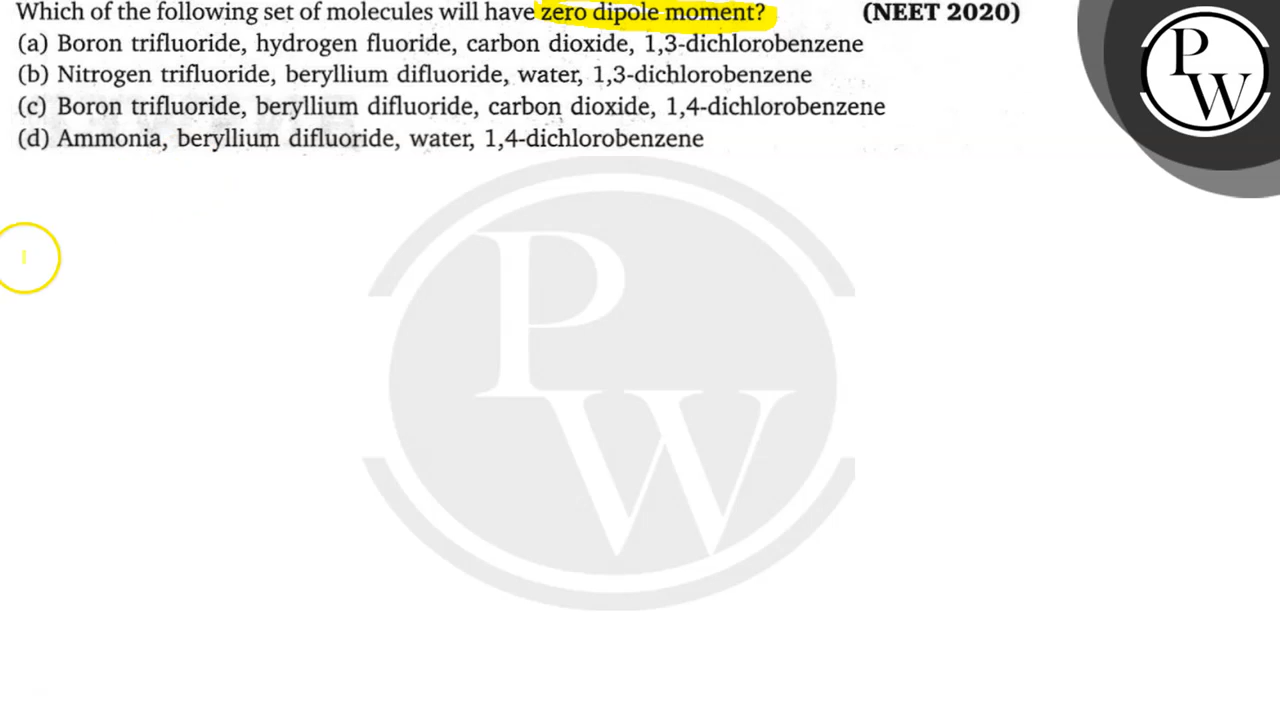 Which of the following set of molecules will have zero dipole moment? (NEET 2020)
(a) Boron trifluoride, hydrogen fluoride, carbon dioxide, 1,3-dichlorobenzene
(b) Nitrogen trifluoride, beryllium difluoride, water, 1,3-dichlorobenzene
(c) Boron trifluoride, beryllium difluoride, carbon dioxide, 1,4-dichlorobenzene
(d) Ammonia, beryllium difluoride, water, 1,4-dichlorobenzene
PW
PW